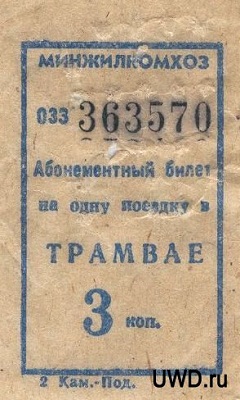 МИНЖИЛКОМХОЗ
033 363570
Абонементный билет
на одну поездку в
ТРАМВАЕ
3 коп.
2 Кам.-Под.
UWD.ru